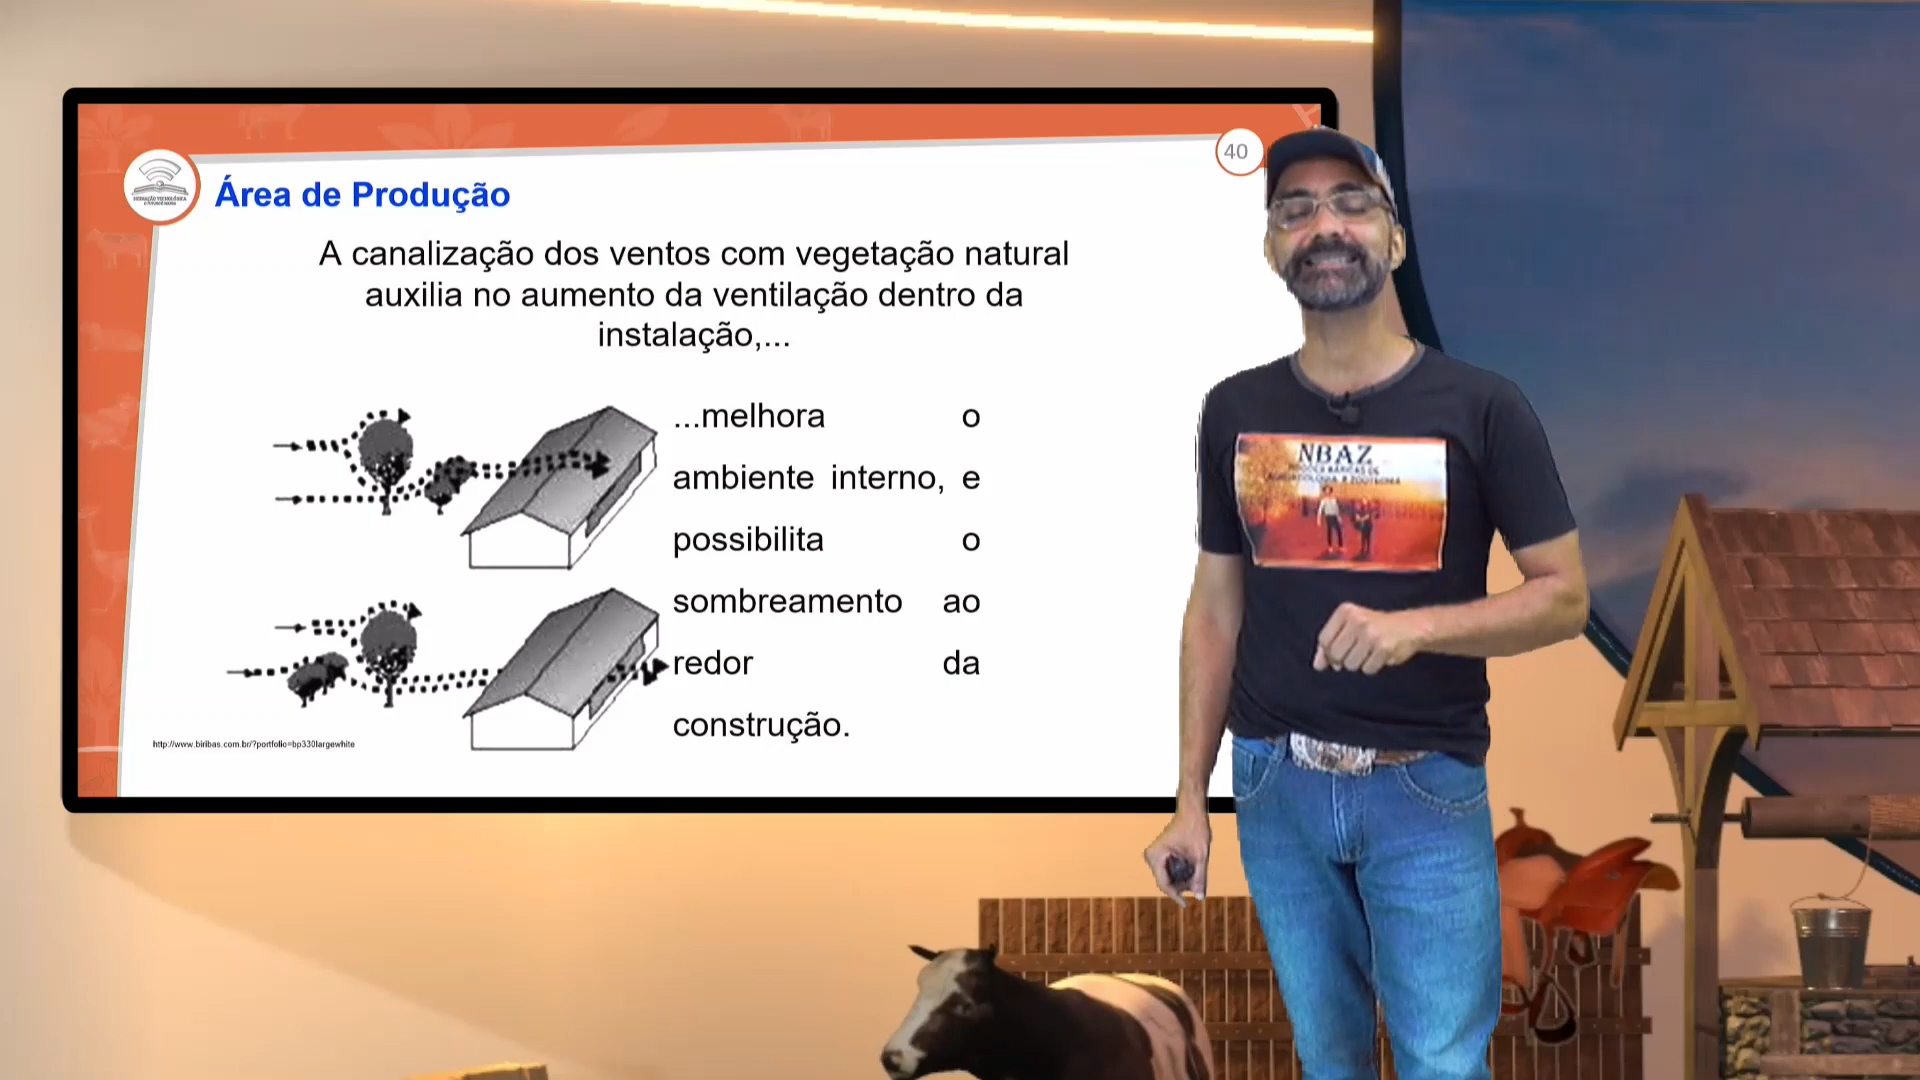 40
Área de Produção
A canalização dos ventos com vegetação natural
auxilia no aumento da ventilação dentro da
instalação,...
...melhora o
ambiente interno, e
possibilita o
sombreamento ao
redor da
construção.
http://www.biribas.com.br/?portfolio=bp330largewhite
NBAZ